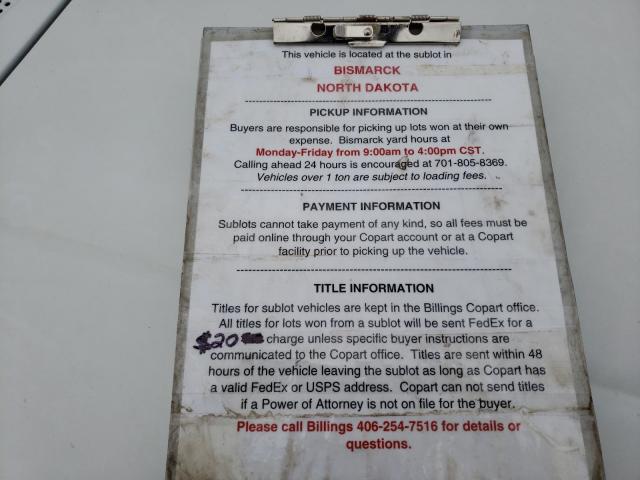 This vehicle is located at the sublot in
BISMARCK
NORTH DAKOTA
PICKUP INFORMATION
Buyers are responsible for picking up lots won at their own
expense. Bismarck yard hours at
Monday-Friday from 9:00am to 4:00pm CST.
Calling ahead 24 hours is encouraged at 701-805-8369.
Vehicles over 1 ton are subject to loading fees.
PAYMENT INFORMATION
Sublots cannot take payment of any kind, so all fees must be
paid online through your Copart account or at a Copart
facility prior to picking up the vehicle.
TITLE INFORMATION
Titles for sublot vehicles are kept in the Billings Copart office.
All titles for lots won from a sublot will be sent FedEx for a
$20 charge unless specific buyer instructions are
communicated to the Copart office. Titles are sent within 48
hours of the vehicle leaving the sublot as long as Copart has
a valid FedEx or USPS address. Copart can not send titles
if a Power of Attorney is not on file for the buyer.
Please call Billings 406-254-7516 for details or
questions.